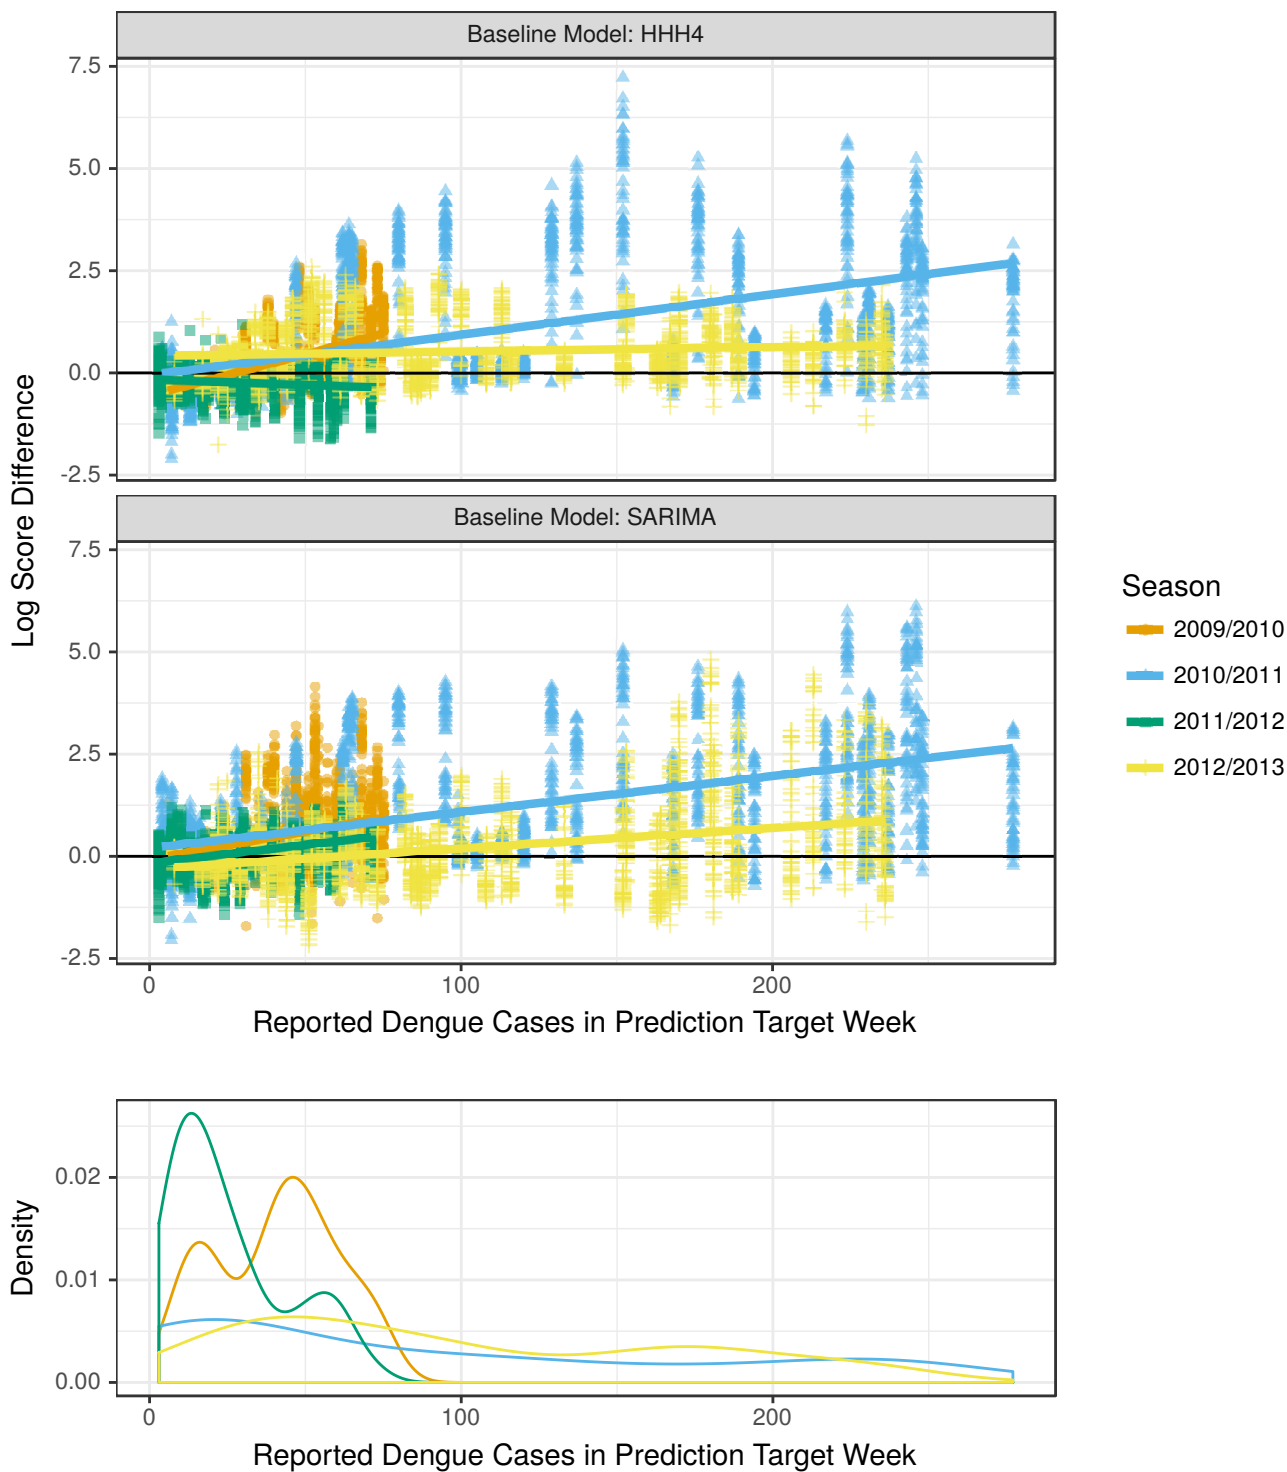 Baseline Model: HHH4
7.5
5.0
2.5
0.0
-2.5
Log Score Difference
Baseline Model: SARIMA
7.5
5.0
2.5
0.0
-2.5
0 100 200
Reported Dengue Cases in Prediction Target Week
Season
2009/2010
2010/2011
2011/2012
2012/2013
Density
0.02
0.01
0.00
0 100 200
Reported Dengue Cases in Prediction Target Week